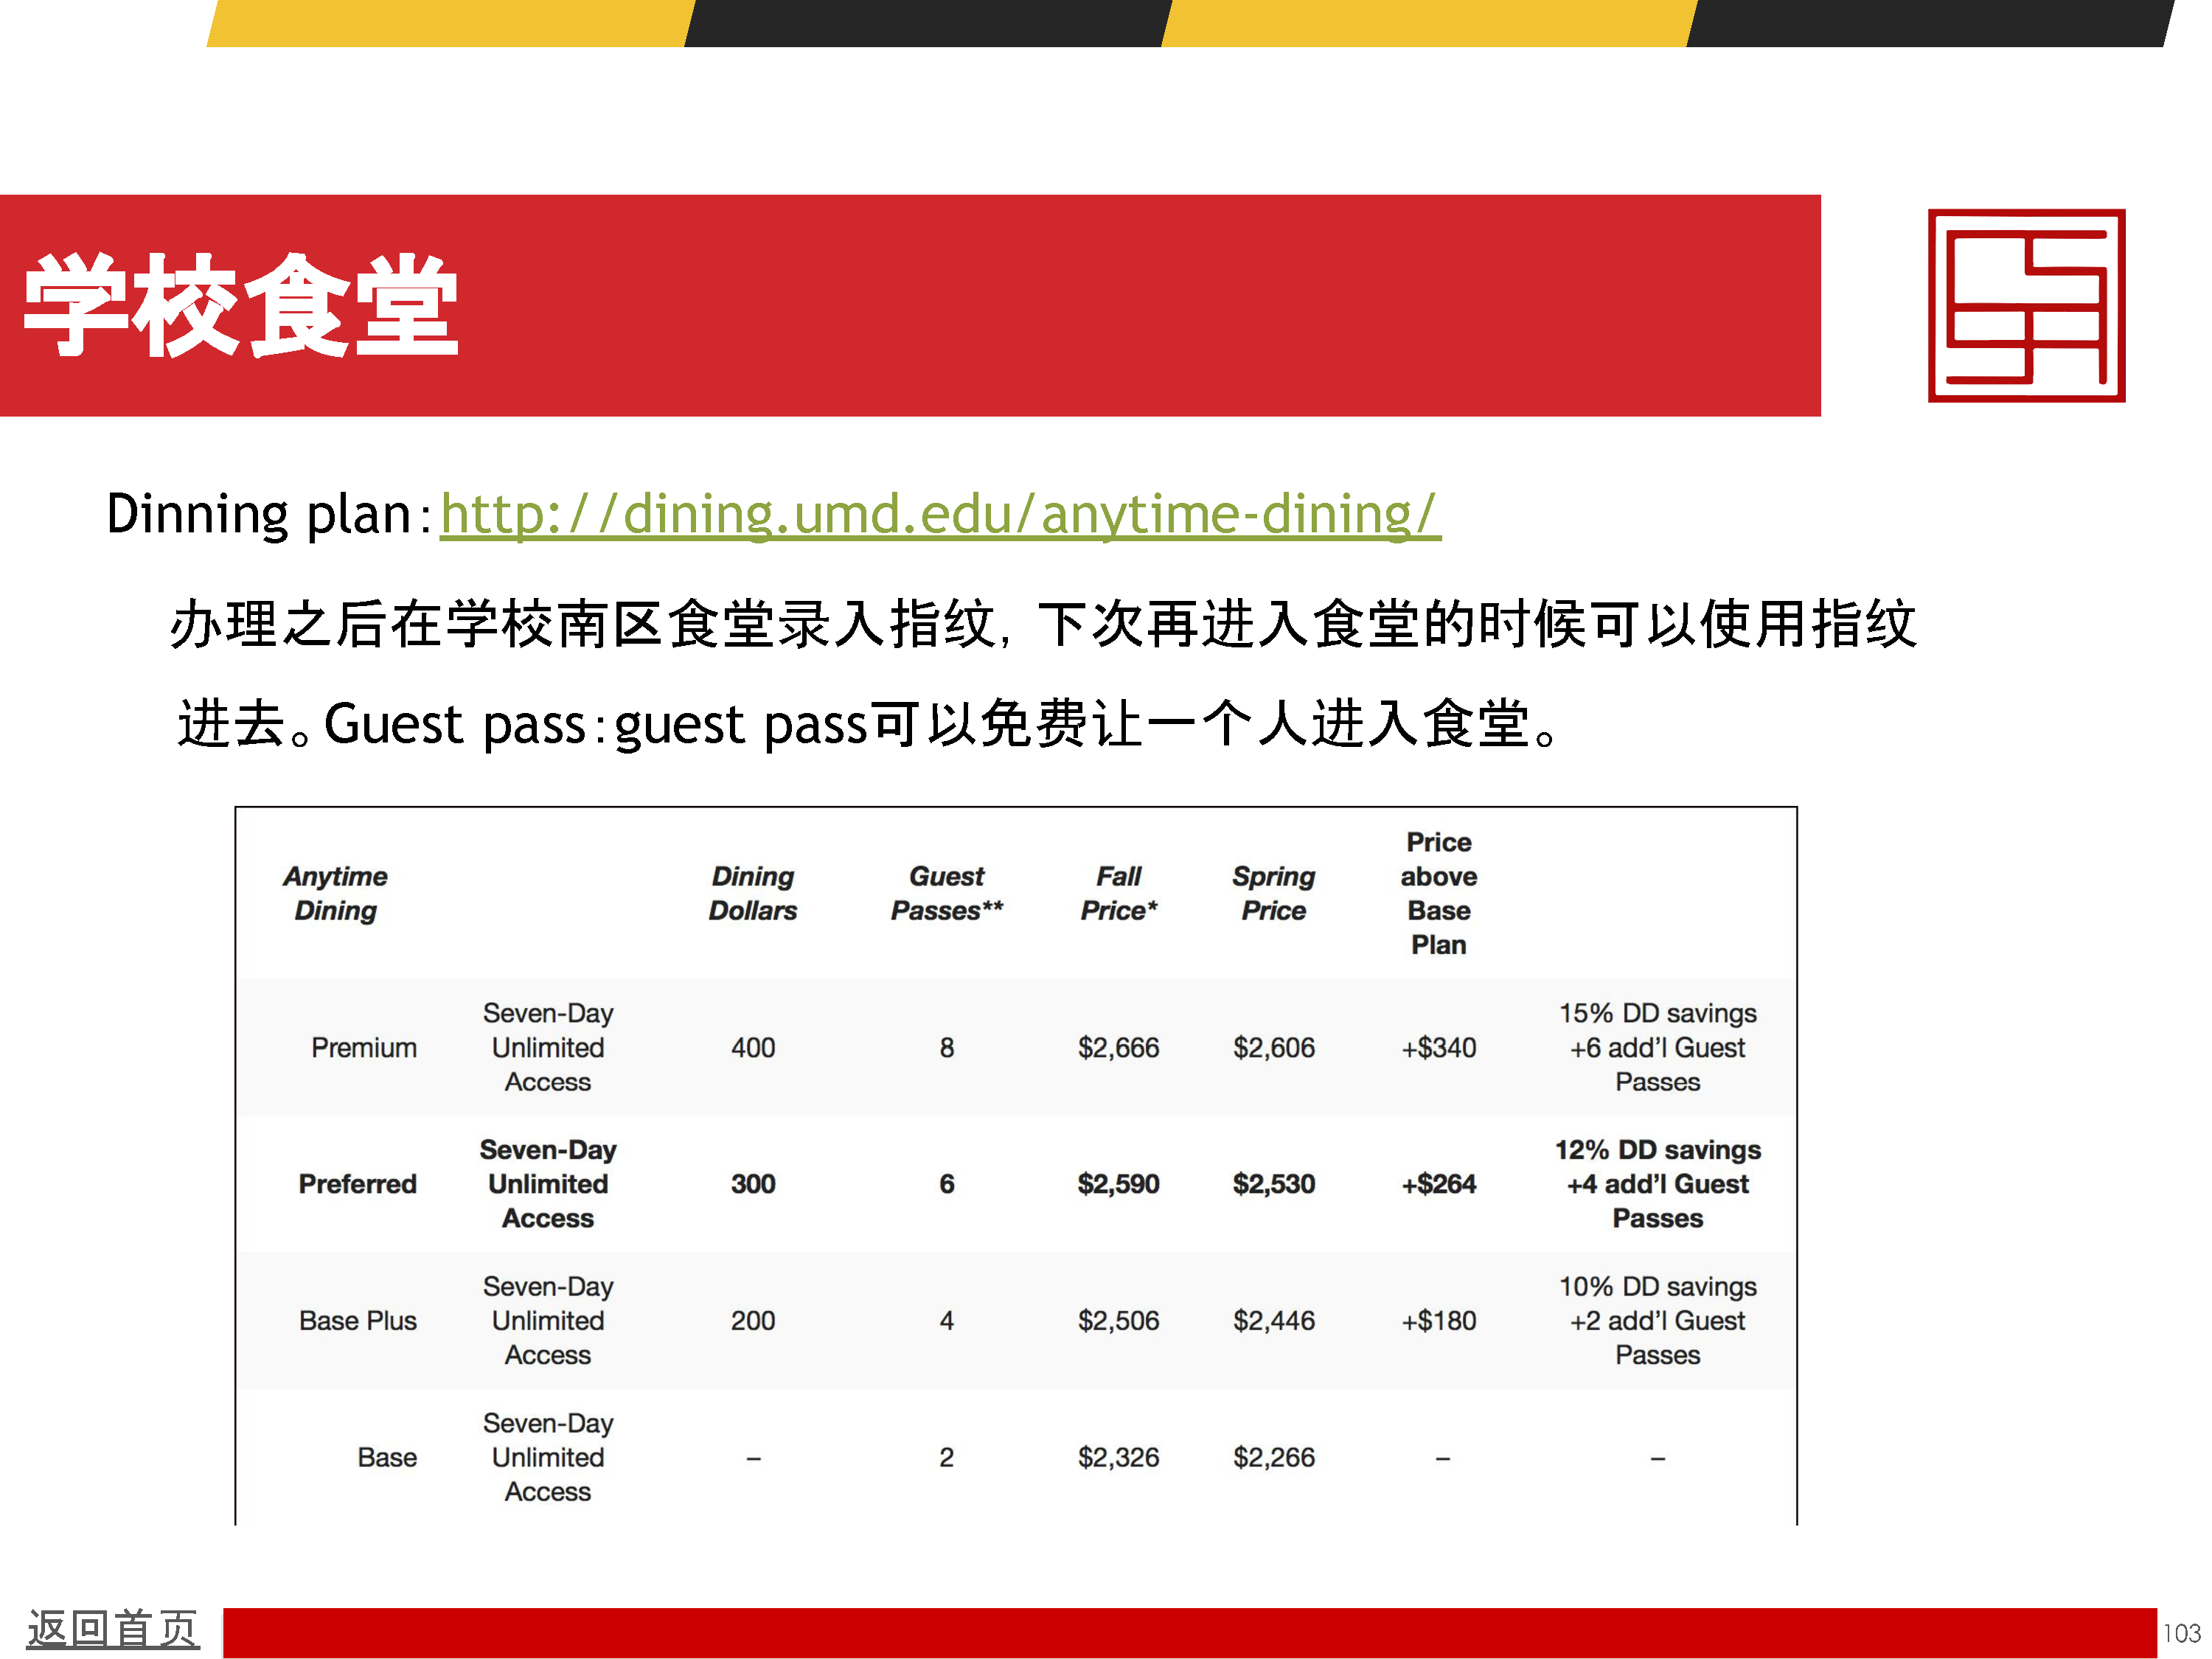 学校食堂
Dinning plan：http://dining.umd.edu/anytime-dining/
办理之后在学校南区食堂录入指纹，下次再进入食堂的时候可以使用指纹
进去。Guest pass：guest pass可以免费让一个人进入食堂。
Anytime Dining Dining Dollars Guest Passes** Fall Price* Spring Price Price above Base Plan
Premium Seven-Day Unlimited Access 400 8 $2,666 $2,606 +$340 15% DD savings +6 add’l Guest Passes
Preferred Seven-Day Unlimited Access 300 6 $2,590 $2,530 +$264 12% DD savings +4 add’l Guest Passes
Base Plus Seven-Day Unlimited Access 200 4 $2,506 $2,446 +$180 10% DD savings +2 add’l Guest Passes
Base Seven-Day Unlimited Access – 2 $2,326 $2,266 – –
返回首页
103